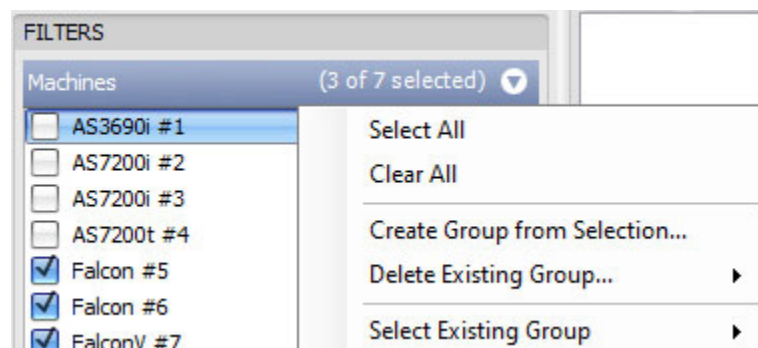 FILTERS
Machines (3 of 7 selected)
AS3690i #1
AS7200i #2
AS7200i #3
AS7200t #4
Falcon #5
Falcon #6
FalconV #7
Select All
Clear All
Create Group from Selection...
Delete Existing Group...
Select Existing Group